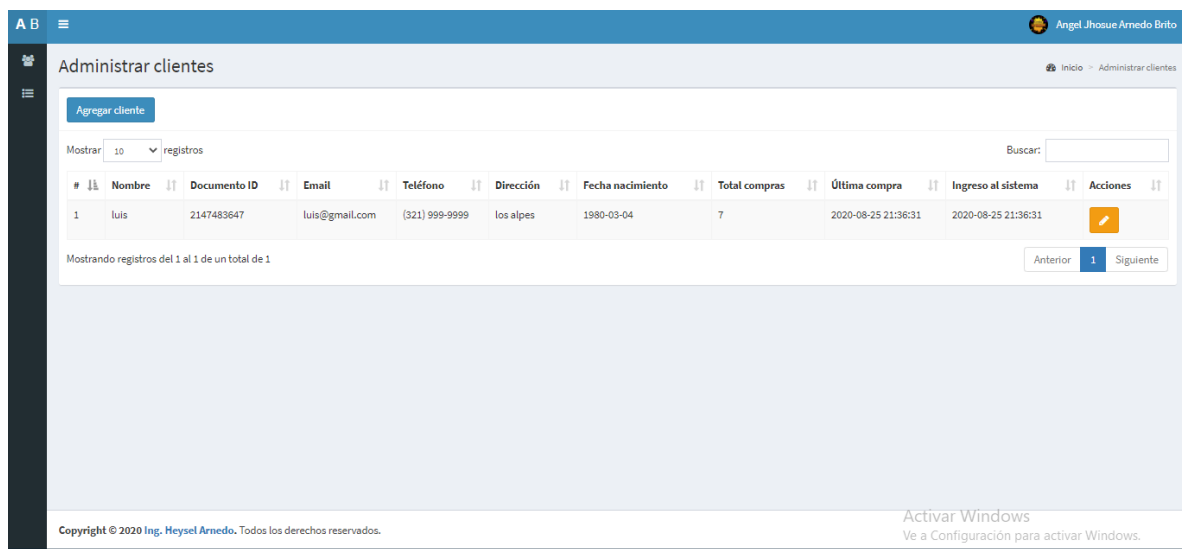 A B
Angel Jhosue Arnedo Brito
Administrar clientes
Inicio > Administrar clientes
Agregar cliente
Mostrar 10 registros
Buscar:
# Nombre Documento ID Email Teléfono Dirección Fecha nacimiento Total compras Última compra Ingreso al sistema Acciones
1 luis 2147483647 luis@gmail.com (321) 999-9999 los alpes 1980-03-04 7 2020-08-25 21:36:31 2020-08-25 21:36:31
Mostrando registros del 1 al 1 de un total de 1
Anterior 1 Siguiente
Activar Windows
Ve a Configuración para activar Windows.
Copyright © 2020 Ing. Heysel Arnedo. Todos los derechos reservados.